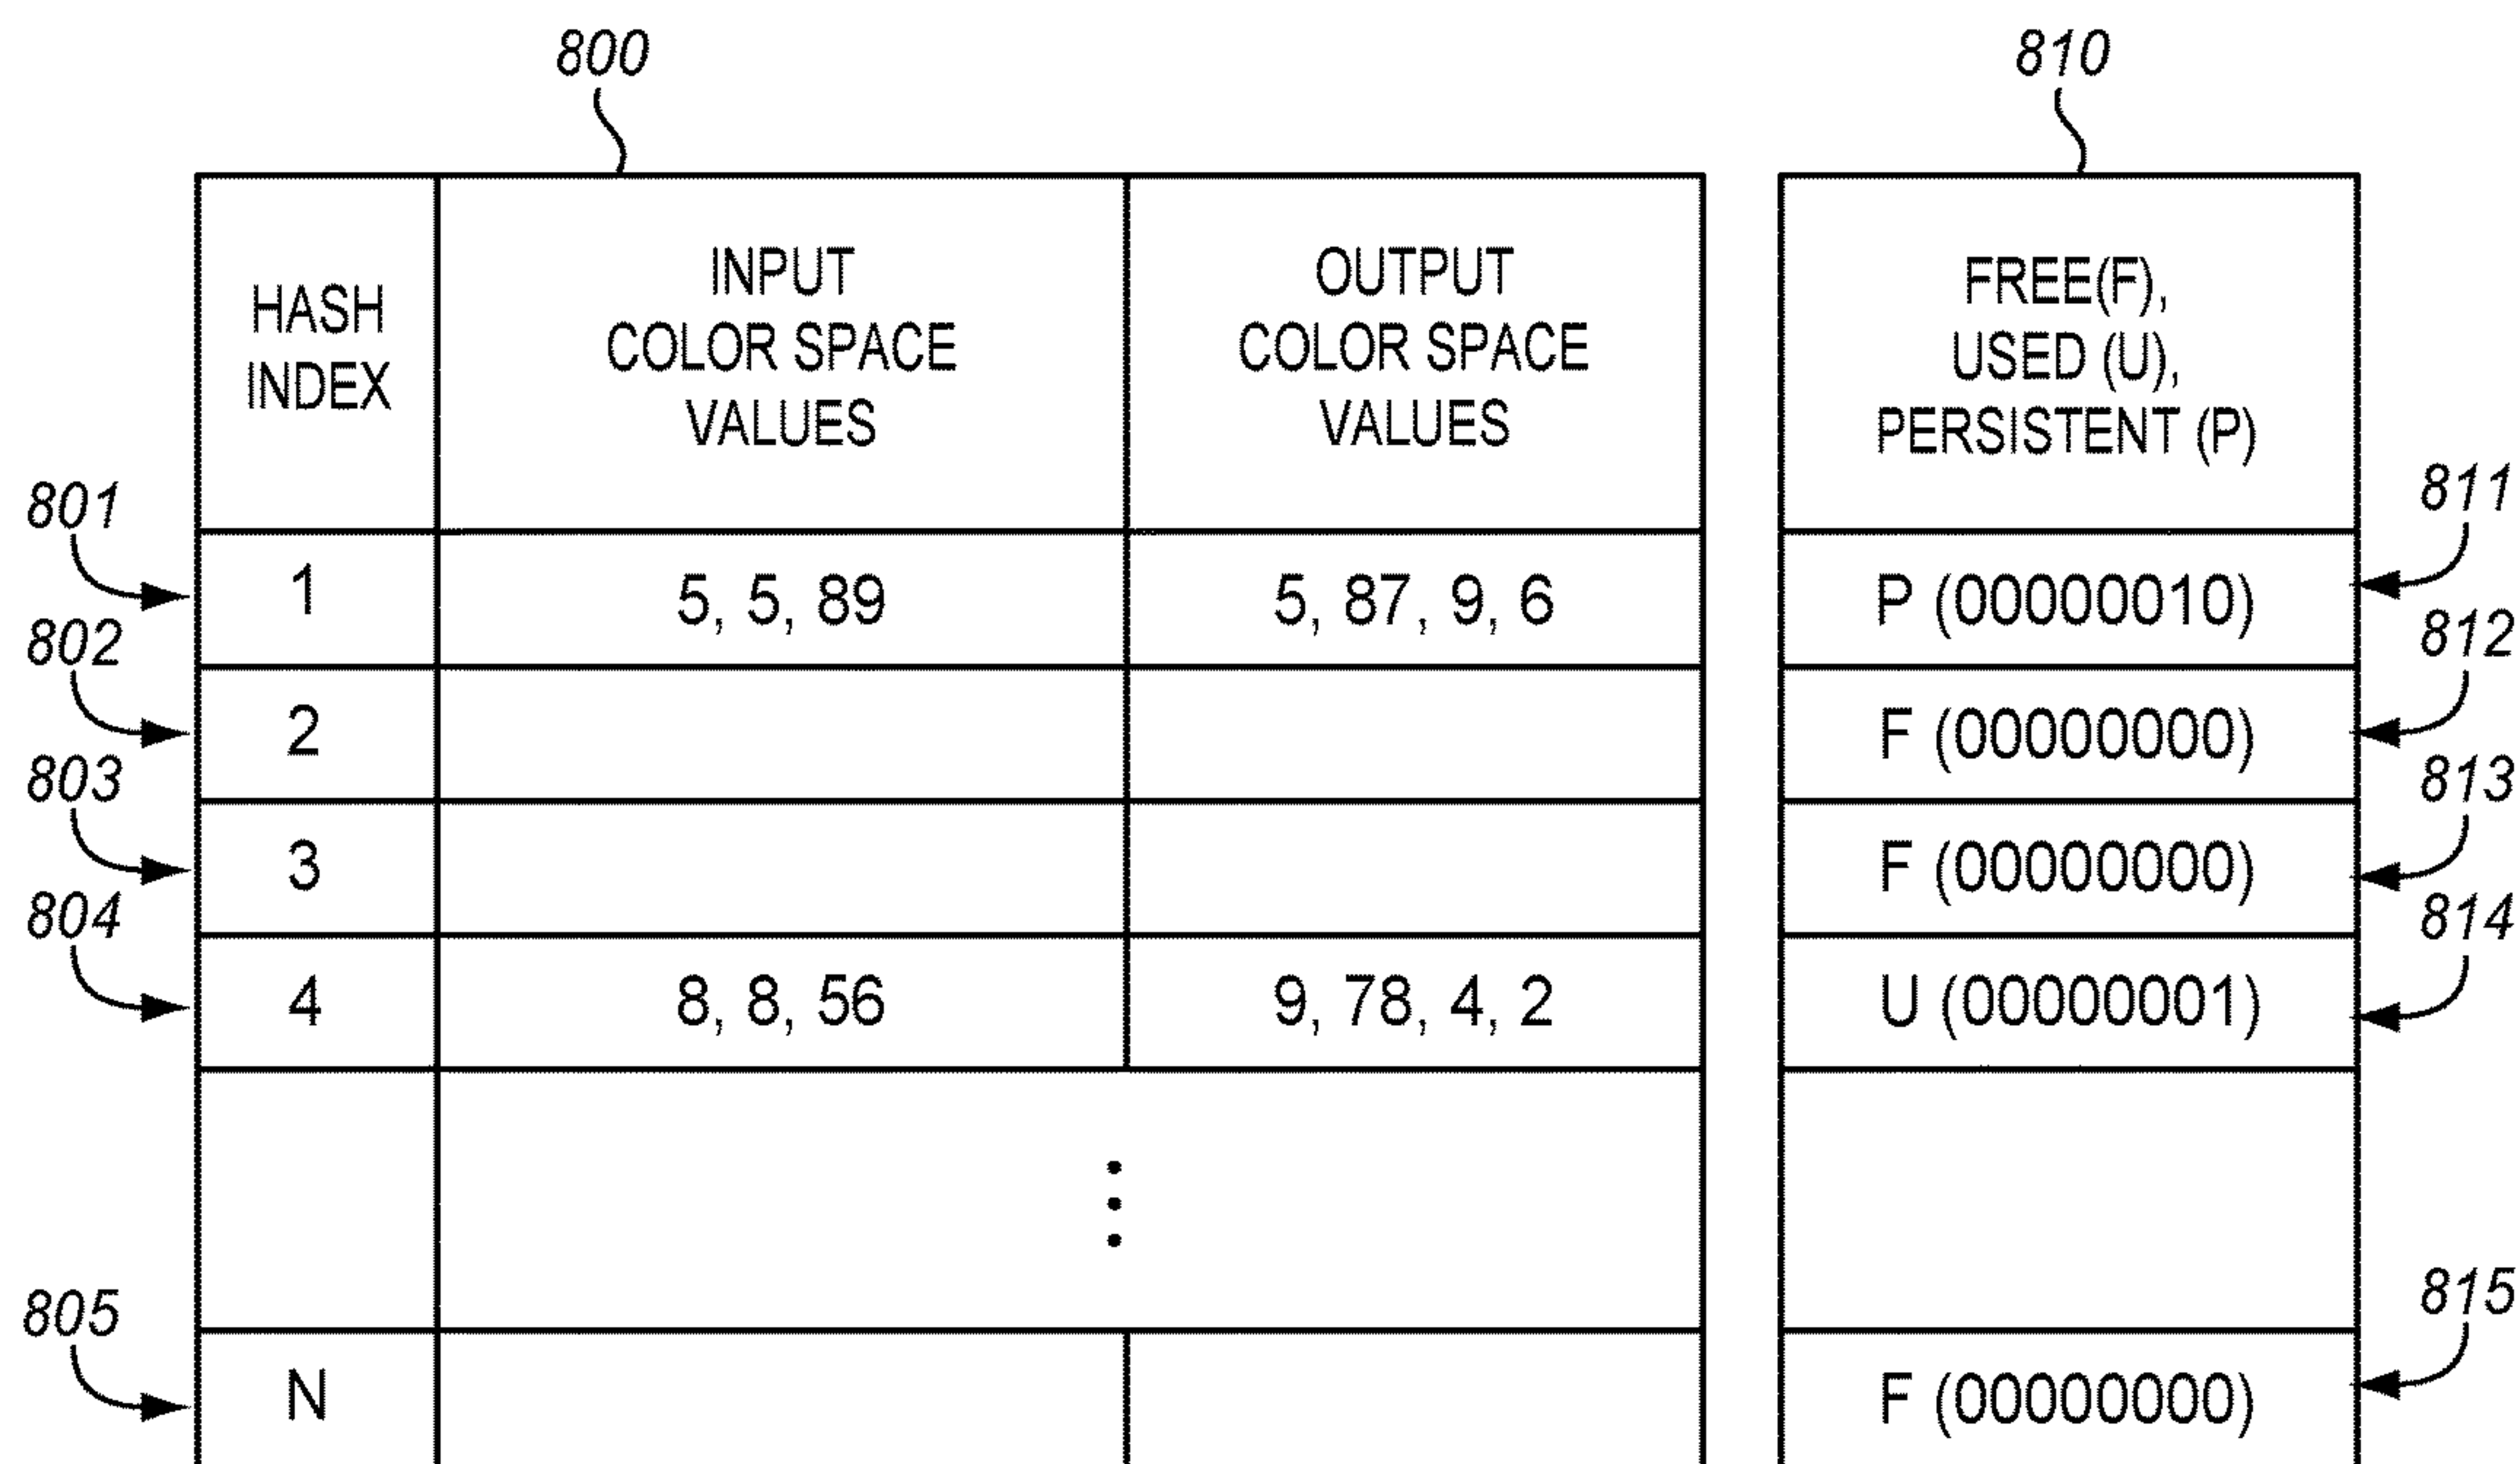 800
810
HASH
INDEX
INPUT
COLOR SPACE
VALUES
OUTPUT
COLOR SPACE
VALUES
FREE(F),
USED (U),
PERSISTENT (P)
801
1
5, 5, 89
5, 87, 9, 6
P (00000010)
811
802
2
F (00000000)
812
803
3
F (00000000)
813
804
4
8, 8, 56
9, 78, 4, 2
U (00000001)
814
805
N
F (00000000)
815